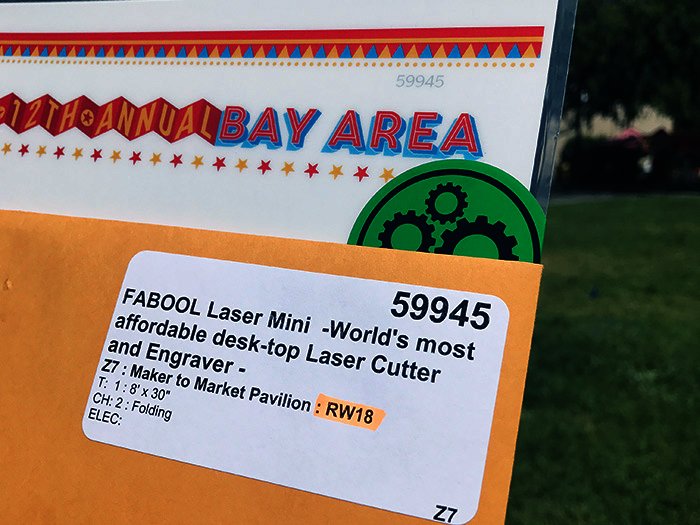 59945
12TH ANNUAL BAY AREA
59945
FABOOL Laser Mini -World's most
affordable desk-top Laser Cutter
and Engraver -
Z7 : Maker to Market Pavilion : RW18
T: 1 : 8' x 30"
CH: 2 : Folding
ELEC:
Z7